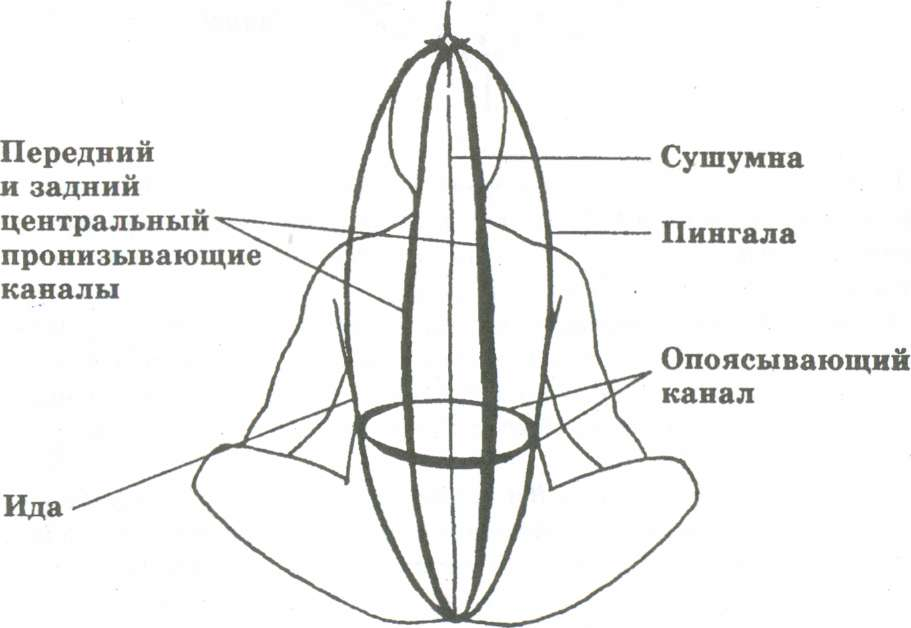 Передний
и задний
центральный
пронизывающие
каналы
Сушумна
Пингала
Опоясывающий
канал
Ида